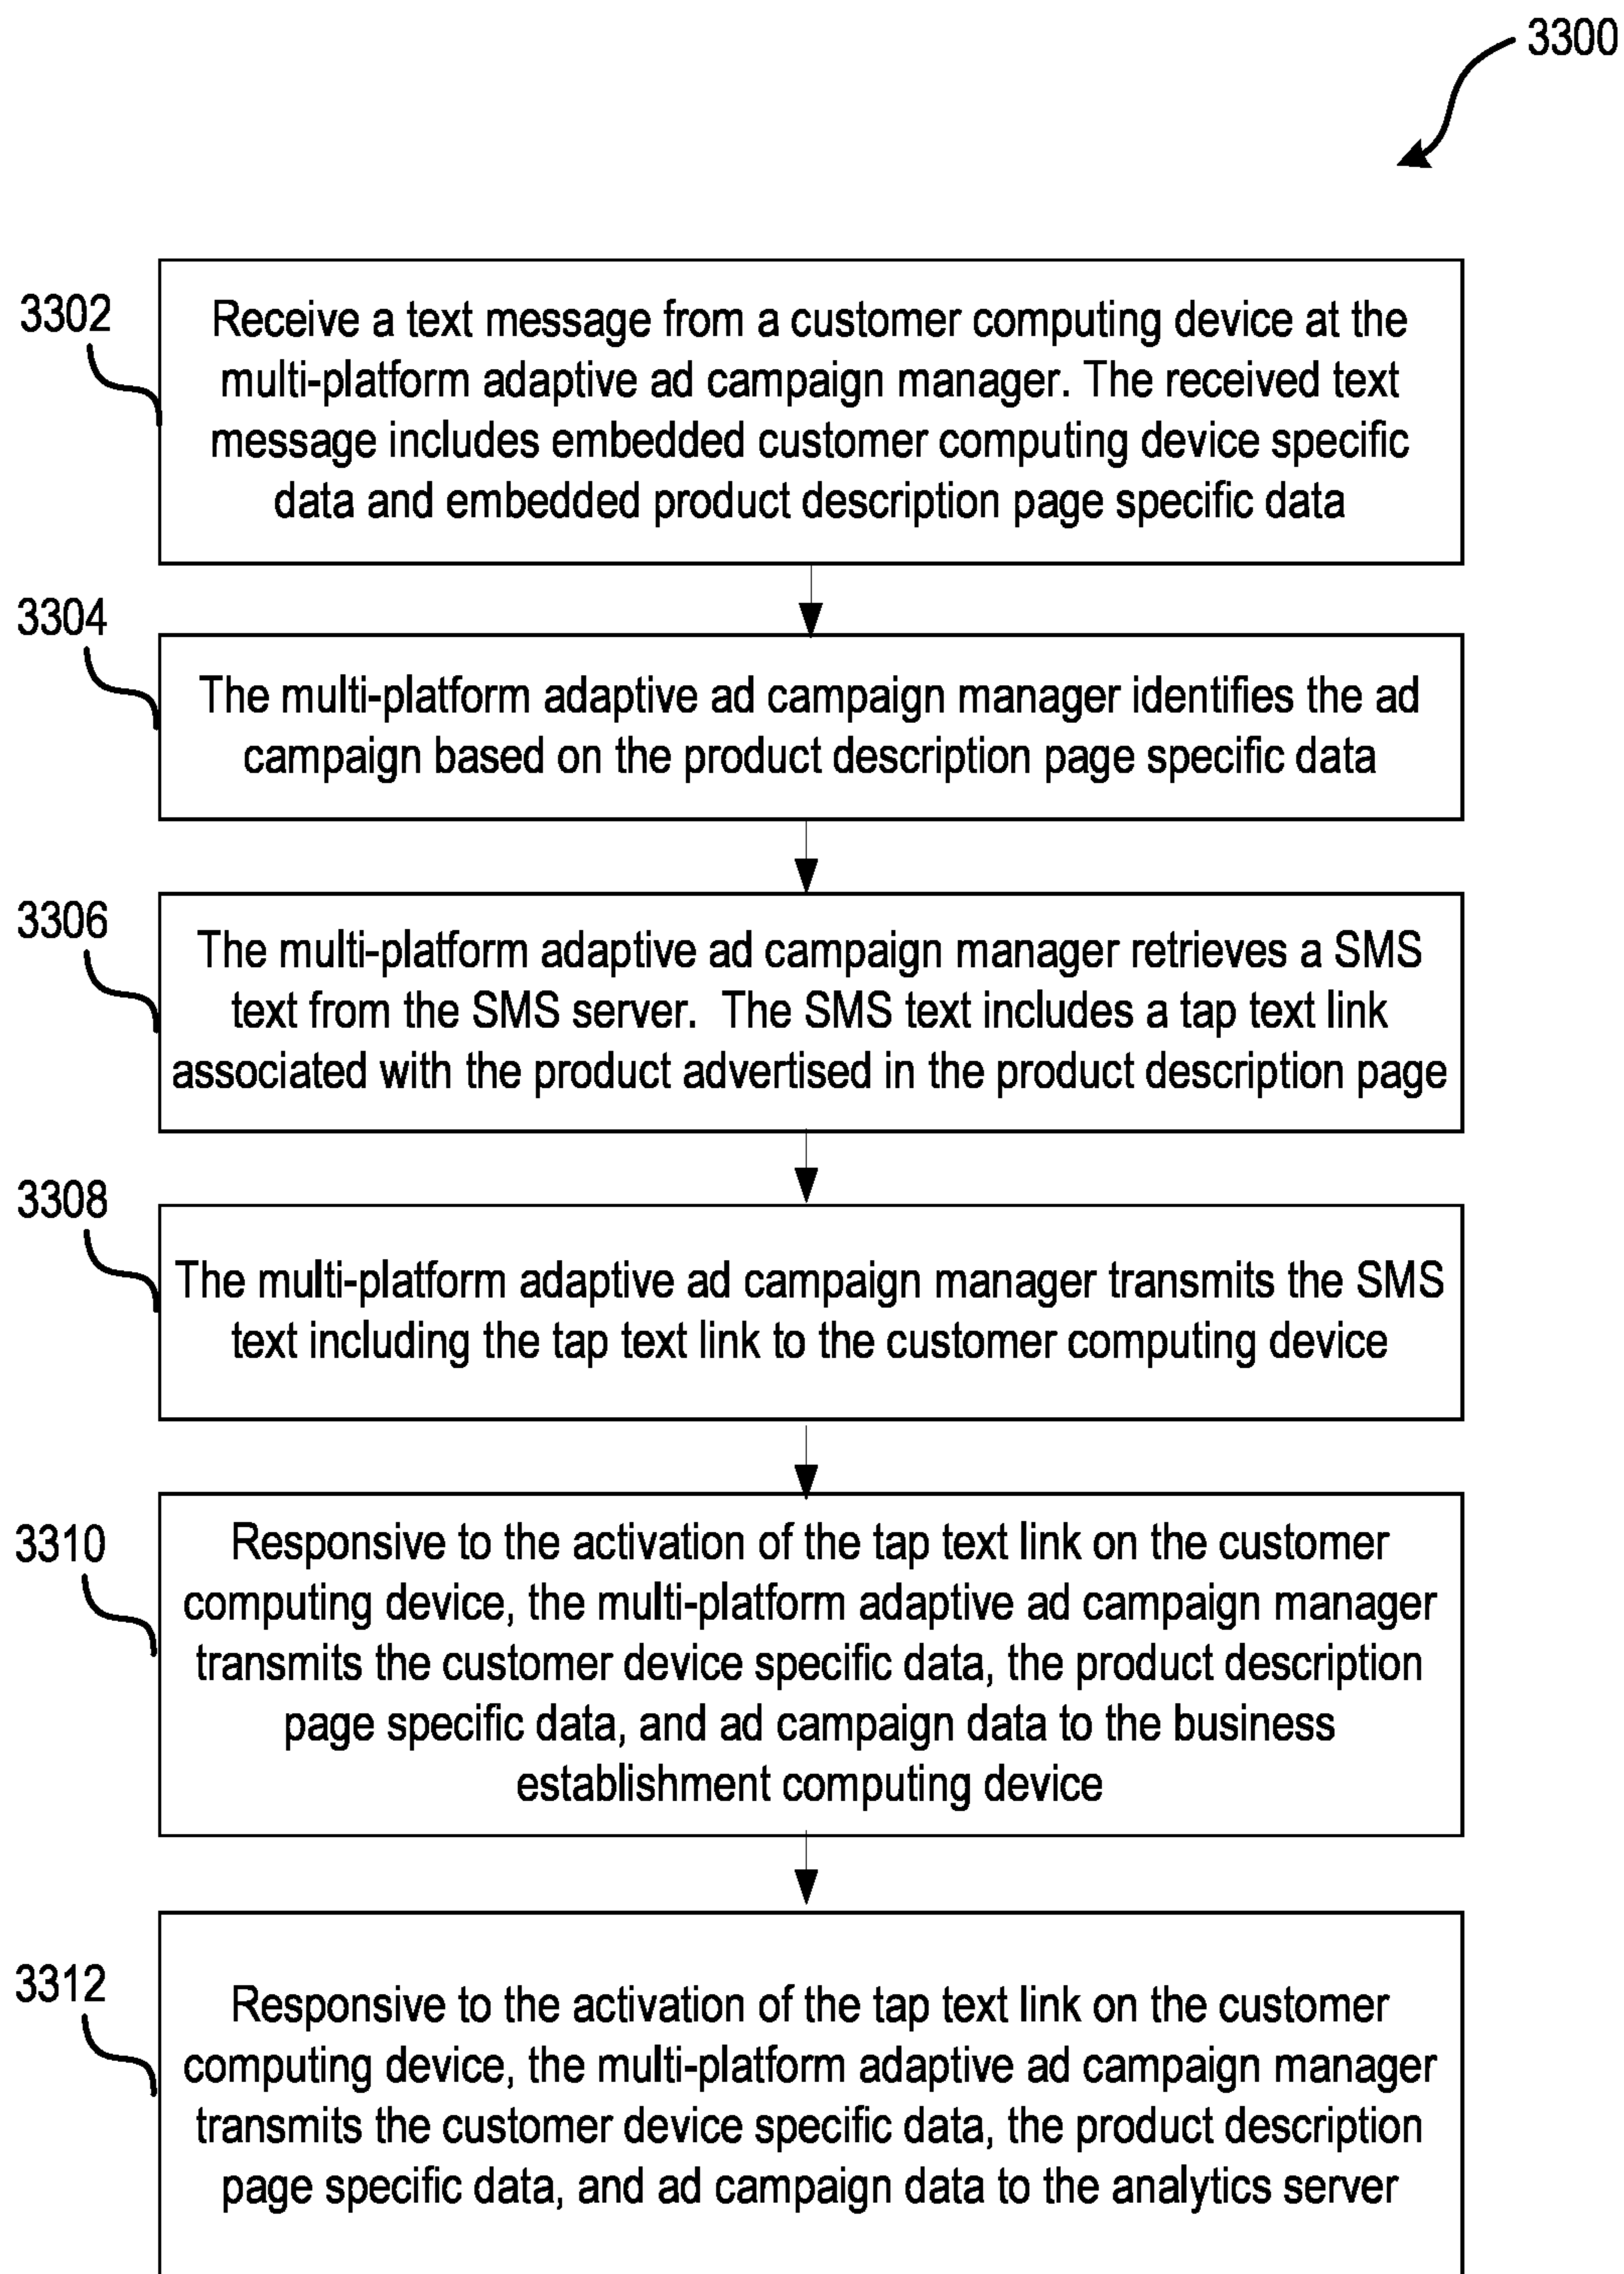 3300
3302
Receive a text message from a customer computing device at the
multi-platform adaptive ad campaign manager. The received text
message includes embedded customer computing device specific
data and embedded product description page specific data
3304
The multi-platform adaptive ad campaign manager identifies the ad
campaign based on the product description page specific data
3306
The multi-platform adaptive ad campaign manager retrieves a SMS
text from the SMS server. The SMS text includes a tap text link
associated with the product advertised in the product description page
3308
The multi-platform adaptive ad campaign manager transmits the SMS
text including the tap text link to the customer computing device
3310
Responsive to the activation of the tap text link on the customer
computing device, the multi-platform adaptive ad campaign manager
transmits the customer device specific data, the product description
page specific data, and ad campaign data to the business
establishment computing device
3312
Responsive to the activation of the tap text link on the customer
computing device, the multi-platform adaptive ad campaign manager
transmits the customer device specific data, the product description
page specific data, and ad campaign data to the analytics server